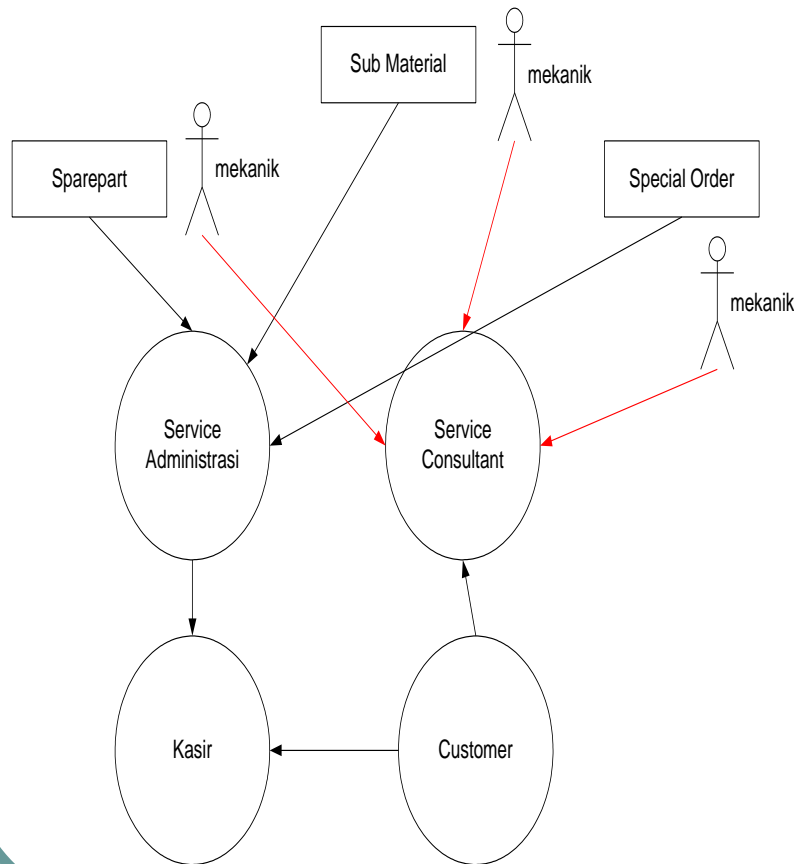 Sub Material
mekanik
Sparepart
mekanik
Special Order
mekanik
Service
Administrasi
Service
Consultant
Kasir
Customer